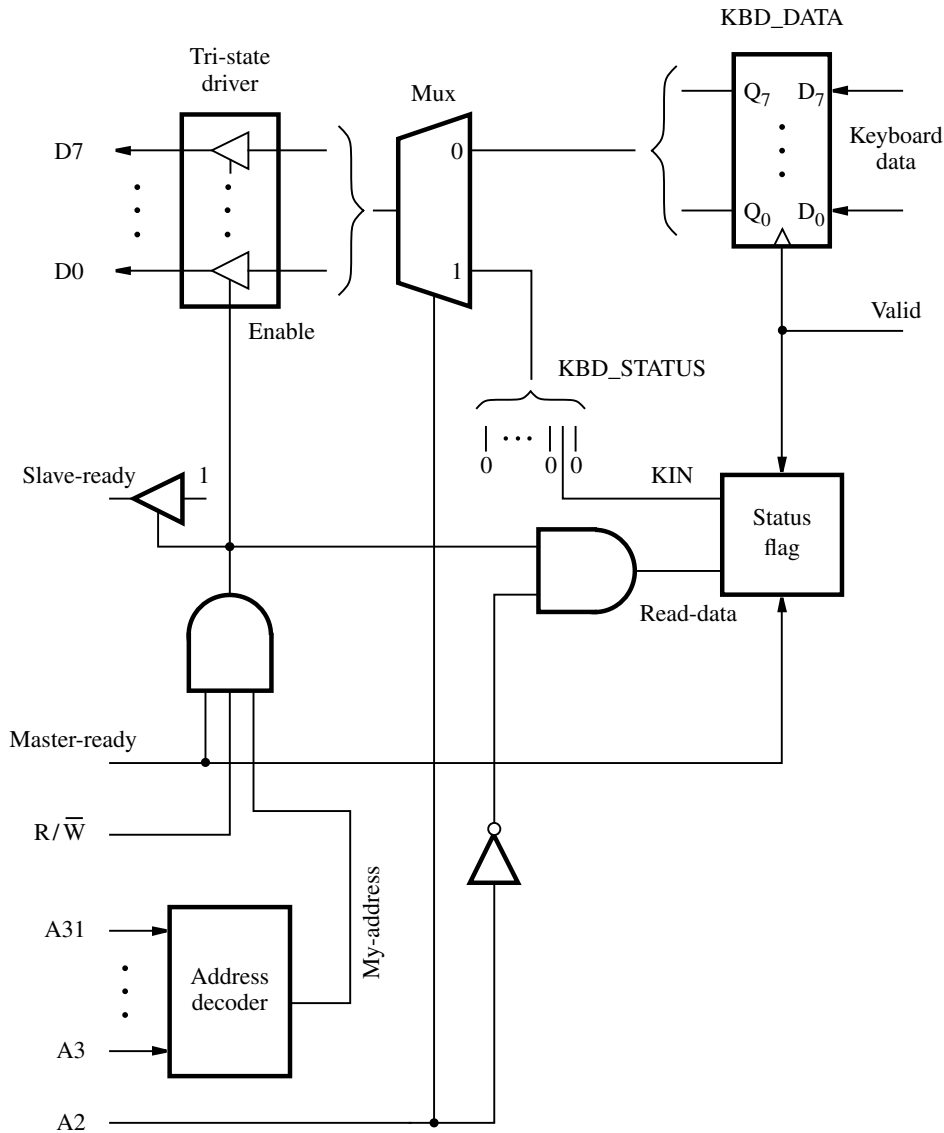 KBD_DATA
Tri-state
driver
Mux
Q7 D7
D7
0
Keyboard
data
Q0 D0
D0
1
Enable
Valid
KBD_STATUS
0 0 0
Slave-ready
1
KIN
Status
flag
Read-data
Master-ready
R/W̅
My-address
A31
Address
decoder
A3
A2